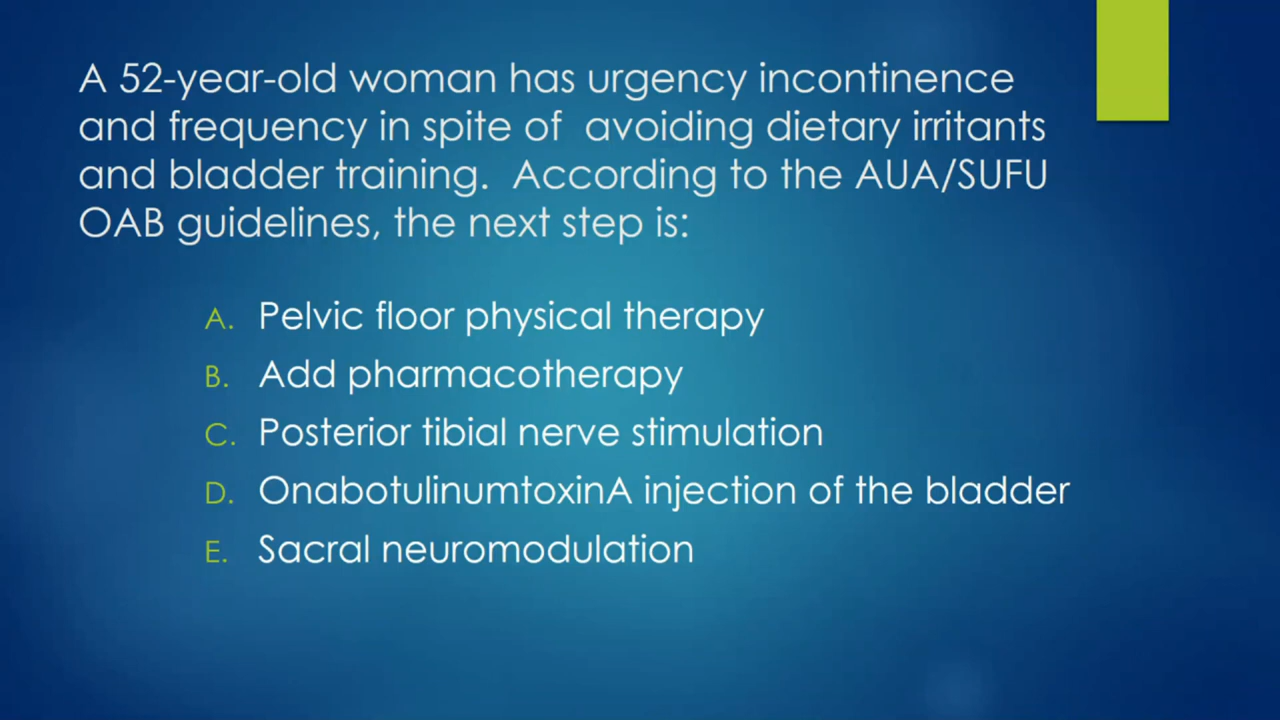 A 52-year-old woman has urgency incontinence
and frequency in spite of  avoiding dietary irritants
and bladder training.  According to the AUA/SUFU
OAB guidelines, the next step is:
A. Pelvic floor physical therapy
B. Add pharmacotherapy
C. Posterior tibial nerve stimulation
D. OnabotulinumtoxinA injection of the bladder
E. Sacral neuromodulation